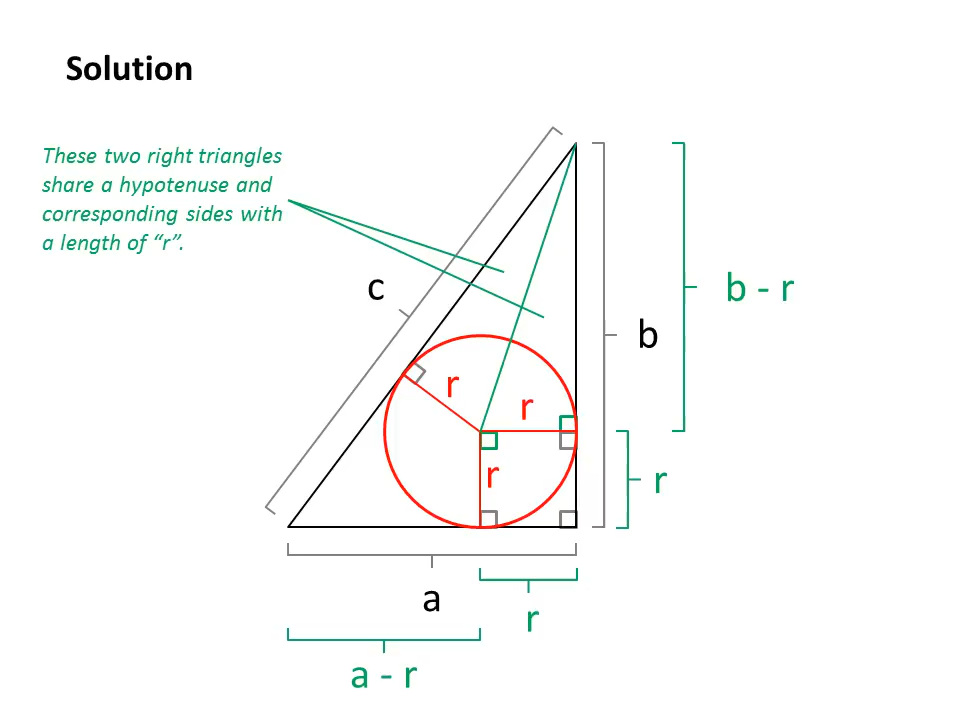 Solution
These two right triangles
share a hypotenuse and
corresponding sides with
a length of “r”.
c
b - r
b
r
r
r
r
a
r
a - r